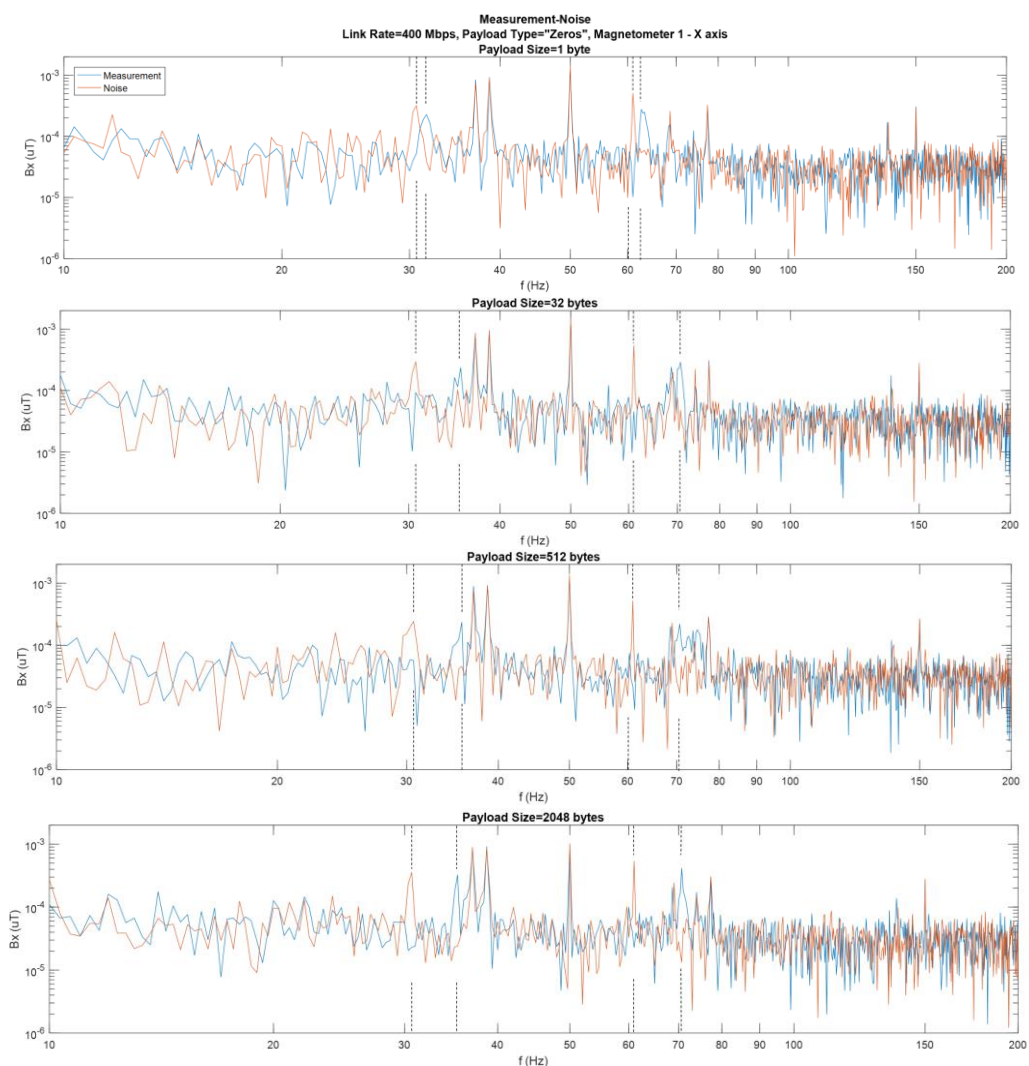 Measurement-Noise
Link Rate=400 Mbps, Payload Type="Zeros", Magnetometer 1 - X axis
Payload Size=1 byte
Measurement
Noise
10^-3
10^-4
10^-5
10^-6
Bx (uT)
10 20 30 40 50 60 70 80 90 100 150 200
f (Hz)
Payload Size=32 bytes
10^-3
10^-4
10^-5
10^-6
Bx (uT)
10 20 30 40 50 60 70 80 90 100 150 200
f (Hz)
Payload Size=512 bytes
10^-3
10^-4
10^-5
10^-6
Bx (uT)
10 20 30 40 50 60 70 80 90 100 150 200
f (Hz)
Payload Size=2048 bytes
10^-3
10^-4
10^-5
10^-6
Bx (uT)
10 20 30 40 50 60 70 80 90 100 150 200
f (Hz)